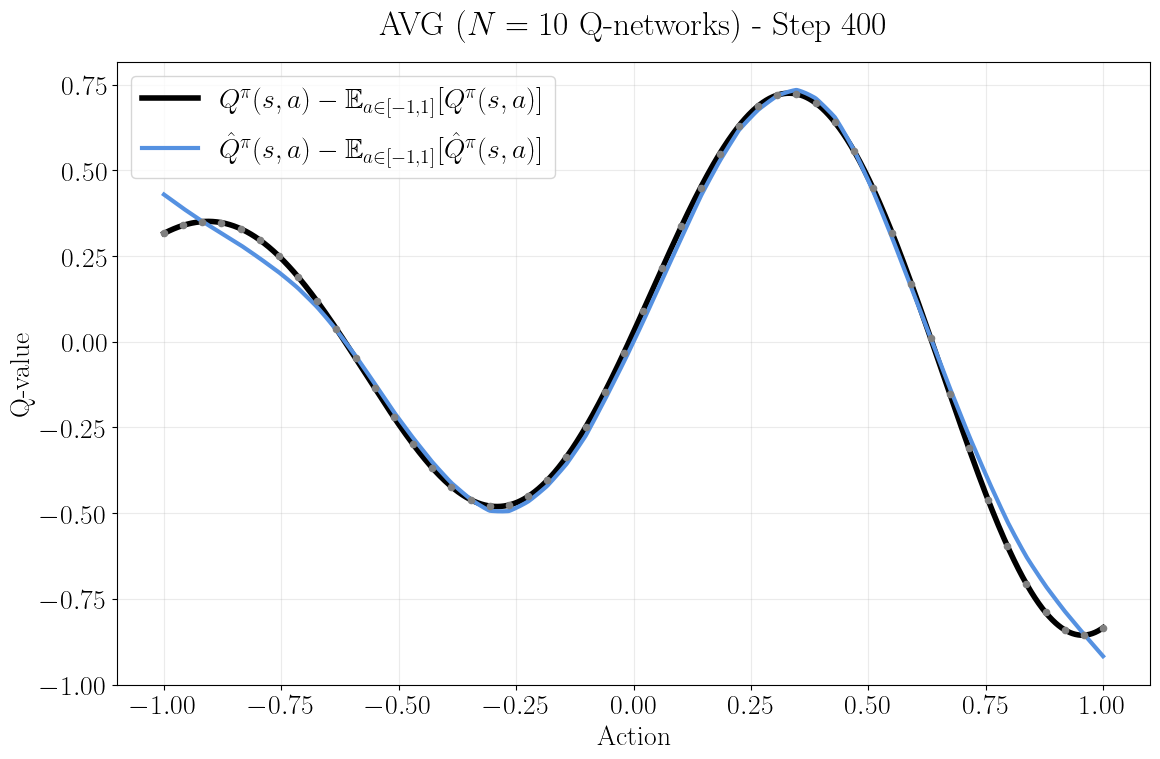 AVG (N = 10 Q-networks) - Step 400
Q^π(s, a) − 𝔼_{a∈[−1,1]}[Q^π(s, a)]
Q̂^π(s, a) − 𝔼_{a∈[−1,1]}[Q̂^π(s, a)]
0.75
0.50
0.25
0.00
−0.25
−0.50
−0.75
−1.00
Q-value
−1.00 −0.75 −0.50 −0.25 0.00 0.25 0.50 0.75 1.00
Action